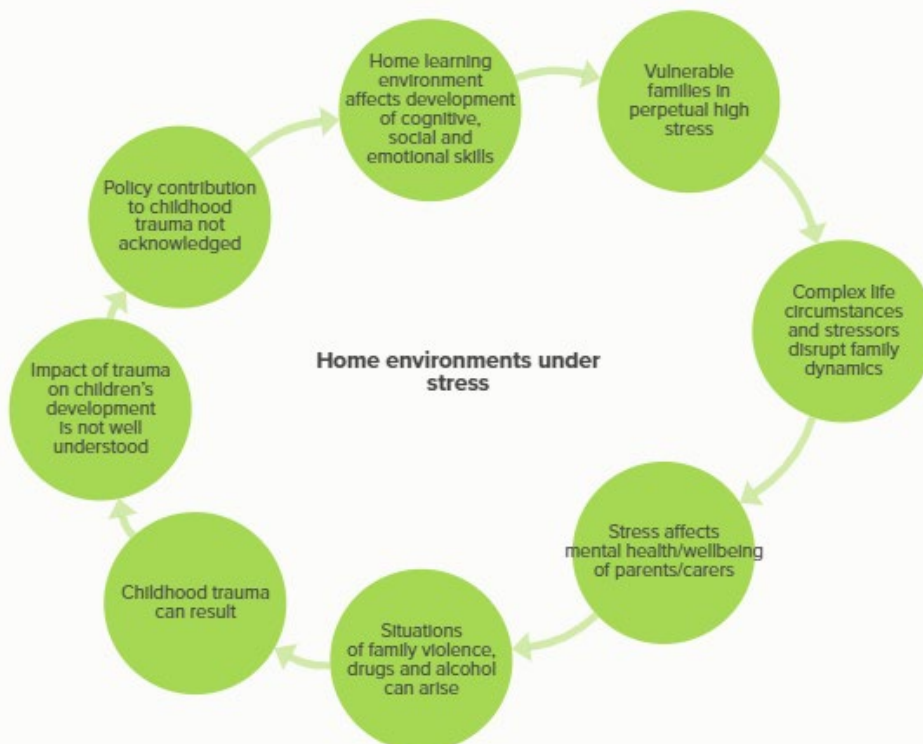 Home learning
environment
affects development
of cognitive,
social and
emotional skills
Vulnerable
families in
perpetual high
stress
Complex life
circumstances
and stressors
disrupt family
dynamics
Stress affects
mental health/wellbeing
of parents/carers
Situations
of family violence,
drugs and alcohol
can arise
Childhood trauma
can result
Impact of trauma
on children’s
development
is not well
understood
Policy contribution
to childhood
trauma not
acknowledged
Home environments under
stress